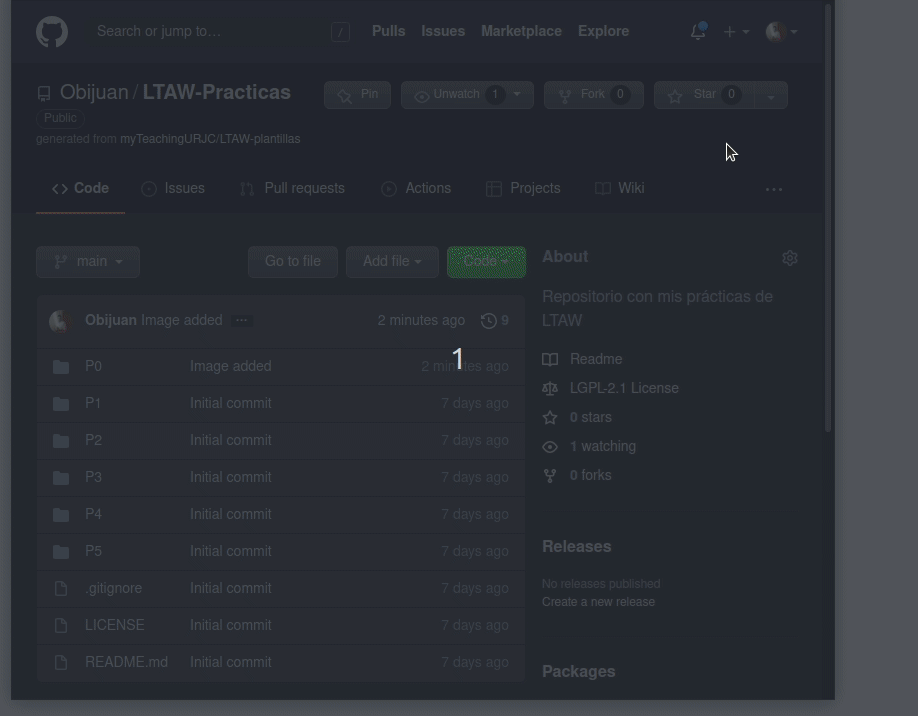 Search or jump to… / Pulls Issues Marketplace Explore
Obijuan / LTAW-Practicas Pin Unwatch 1 Fork 0 Star 0
Public
generated from myTeachingURJC/LTAW-plantillas
Code Issues Pull requests Actions Projects Wiki ...
main Go to file Add file Code
Obijuan Image added ... 2 minutes ago 9
P0 Image added 2 minutes ago
1
P1 Initial commit 7 days ago
P2 Initial commit 7 days ago
P3 Initial commit 7 days ago
P4 Initial commit 7 days ago
P5 Initial commit 7 days ago
.gitignore Initial commit 7 days ago
LICENSE Initial commit 7 days ago
README.md Initial commit 7 days ago
About
Repositorio con mis prácticas de
LTAW
Readme
LGPL-2.1 License
0 stars
1 watching
0 forks
Releases
No releases published
Create a new release
Packages